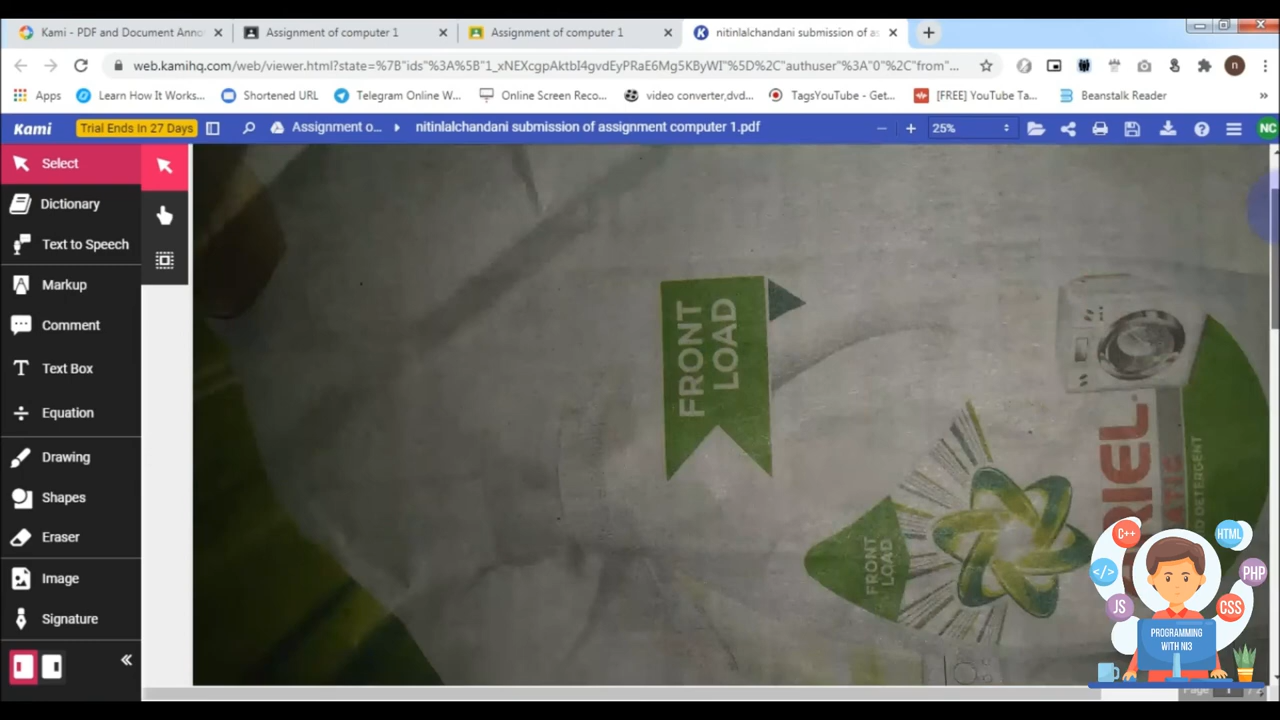 Kami - PDF and Document Anno
Assignment of computer 1
Assignment of computer 1
nitinlalchandani submission of as
web.kamihq.com/web/viewer.html?state=%7B"ids"%3A%5B"1_xNEXcgpAktbI4gvdEyPRaE6Mg5KByWI"%5D%2C"authuser"%3A"0"%2C"from"...
n
Apps
Learn How It Works...
Shortened URL
Telegram Online W...
Online Screen Reco...
video converter,dvd...
TagsYouTube - Get...
[FREE] YouTube Ta...
Beanstalk Reader
»
Kami
Trial Ends In 27 Days
Assignment o...
nitinlalchandani submission of assignment computer 1.pdf
25%
NC
Select
Dictionary
Text to Speech
Markup
Comment
Text Box
Equation
Drawing
Shapes
Eraser
Image
Signature
FRONT
LOAD
FRONT
LOAD
RIEL
DETERGENT
C++
HTML
</>
PHP
JS
CSS
PROGRAMMING
WITH NI3
Page